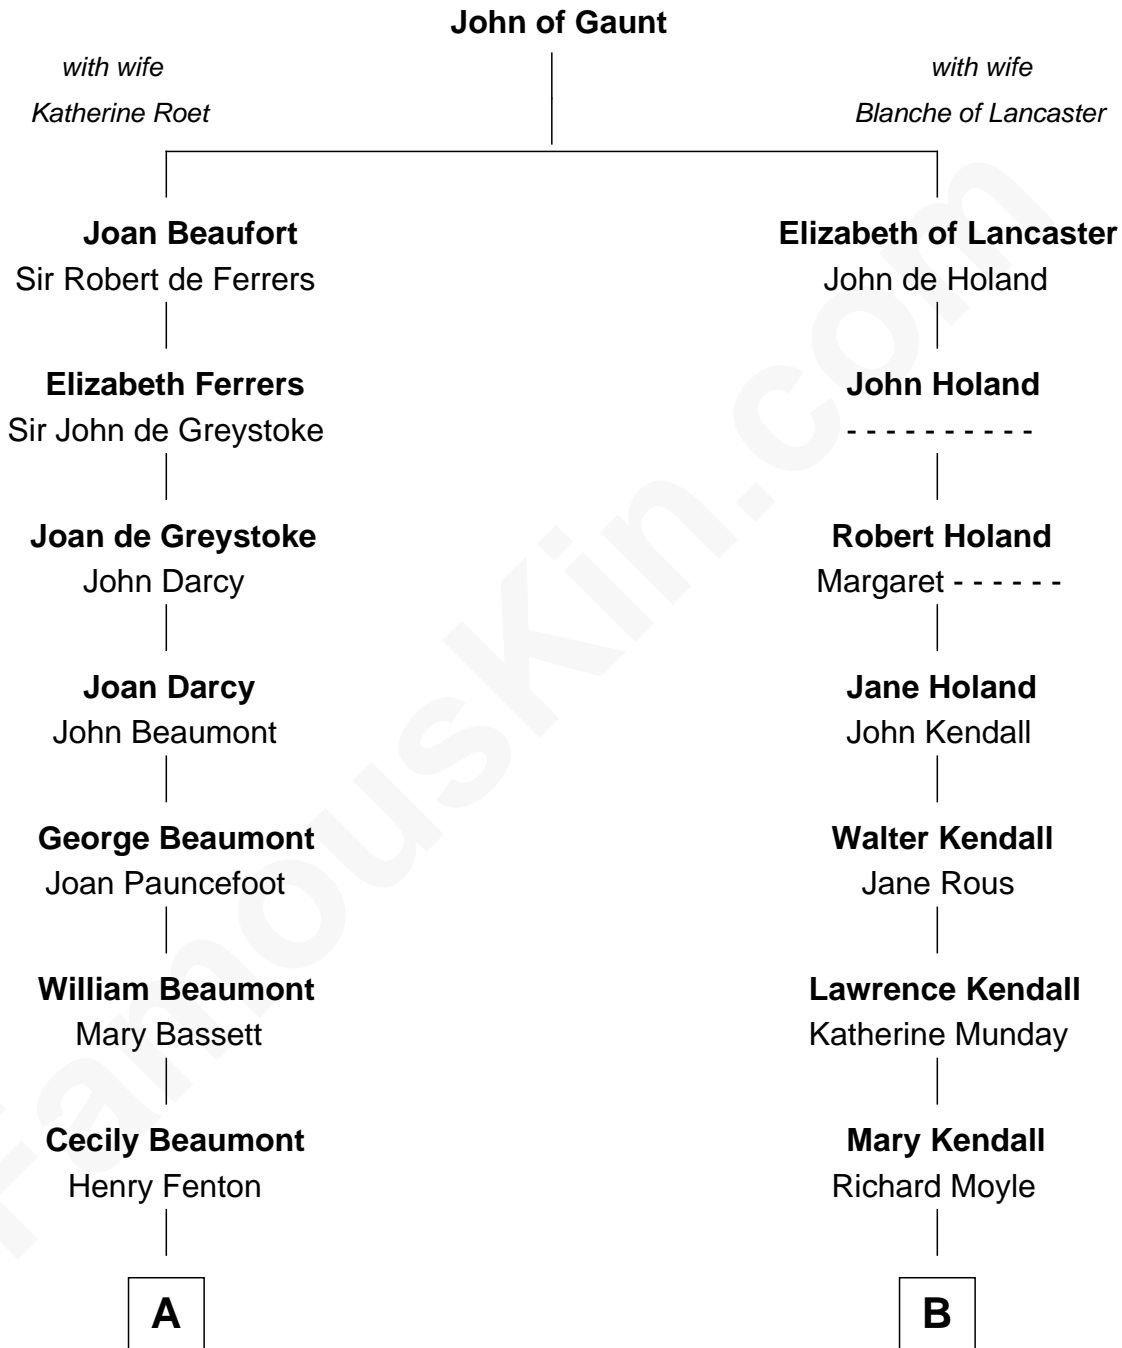 John of Gaunt
with wife
Katherine Roet
with wife
Blanche of Lancaster
Joan Beaufort
Sir Robert de Ferrers
Elizabeth of Lancaster
John de Holand
Elizabeth Ferrers
Sir John de Greystoke
John Holand
- - - - - - - - - -
Joan de Greystoke
John Darcy
Robert Holand
Margaret - - - - - -
Joan Darcy
John Beaumont
Jane Holand
John Kendall
George Beaumont
Joan Pauncefoot
Walter Kendall
Jane Rous
William Beaumont
Mary Bassett
Lawrence Kendall
Katherine Munday
Cecily Beaumont
Henry Fenton
Mary Kendall
Richard Moyle
A
B
FamousKin.com